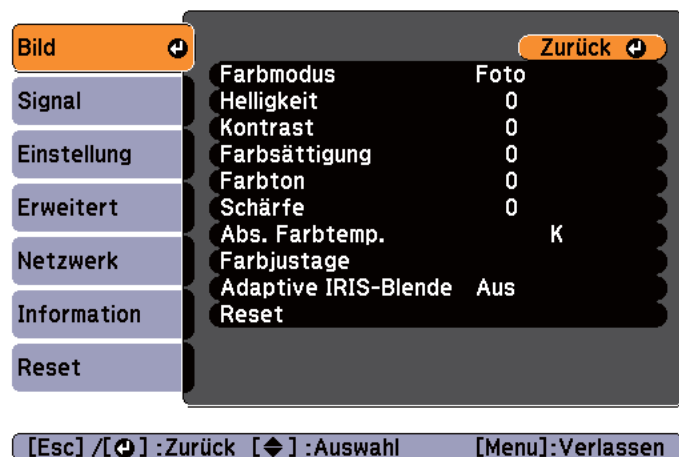 Bild
Signal
Einstellung
Erweitert
Netzwerk
Information
Reset
Zurück
Farbmodus Foto
Helligkeit 0
Kontrast 0
Farbsättigung 0
Farbton 0
Schärfe 0
Abs. Farbtemp. K
Farbjustage
Adaptive IRIS-Blende Aus
Reset
[Esc] /[ ] :Zurück [ ] :Auswahl [Menu]:Verlassen